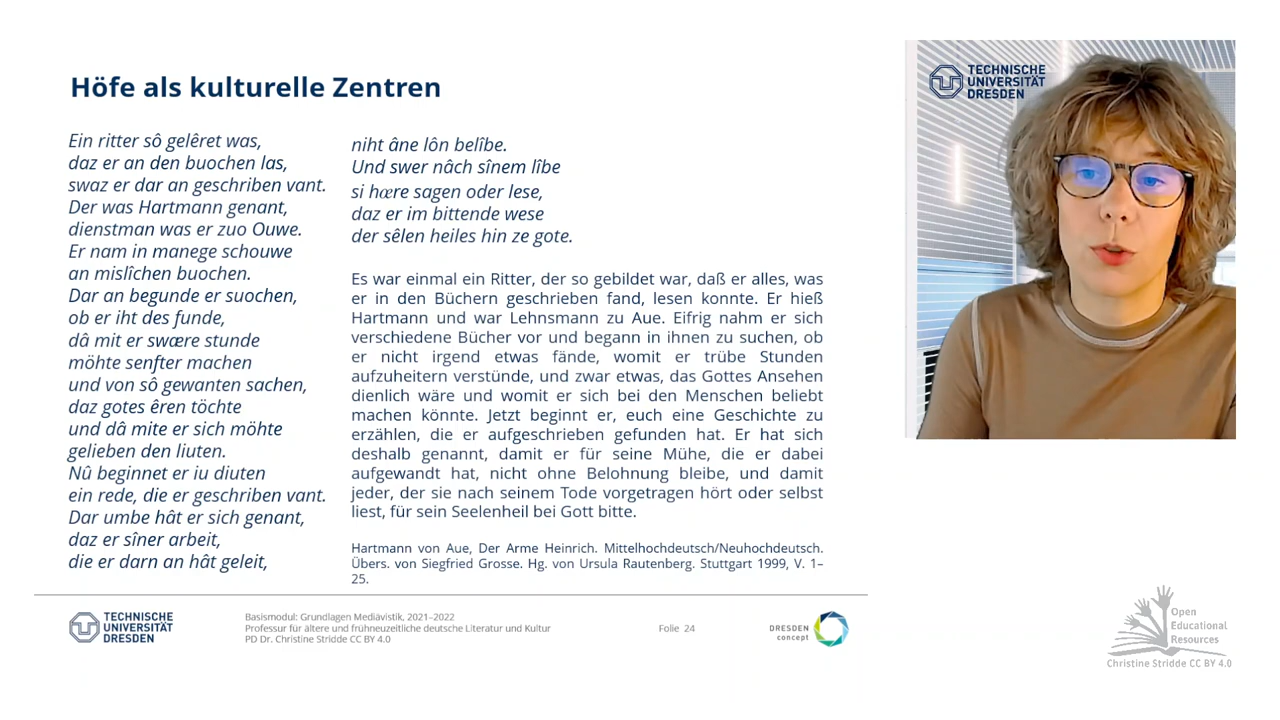 Höfe als kulturelle Zentren
Ein ritter sô gelêret was,
daz er an den buochen las,
swaz er dar an geschriben vant.
Der was Hartmann genant,
dienstman was er zuo Ouwe.
Er nam in manege schouwe
an mislîchen buochen.
Dar an begunde er suochen,
ob er iht des funde,
dâ mit er swære stunde
möhte senfter machen
und von sô gewanten sachen,
daz gotes êren töchte
und dâ mite er sich möhte
gelieben den liuten.
Nû beginnet er iu diuten
ein rede, die er geschriben vant.
Dar umbe hât er sich genant,
daz er sîner arbeit,
die er darn an hât geleit,
niht âne lôn belîbe.
Und swer nâch sînem lîbe
si hœre sagen oder lese,
daz er im bittende wese
der sêlen heiles hin ze gote.
Es war einmal ein Ritter, der so gebildet war, daß er alles, was
er in den Büchern geschrieben fand, lesen konnte. Er hieß
Hartmann und war Lehnsmann zu Aue. Eifrig nahm er sich
verschiedene Bücher vor und begann in ihnen zu suchen, ob
er nicht irgend etwas fände, womit er trübe Stunden
aufzuheitern verstünde, und zwar etwas, das Gottes Ansehen
dienlich wäre und womit er sich bei den Menschen beliebt
machen könnte. Jetzt beginnt er, euch eine Geschichte zu
erzählen, die er aufgeschrieben gefunden hat. Er hat sich
deshalb genannt, damit er für seine Mühe, die er dabei
aufgewandt hat, nicht ohne Belohnung bleibe, und damit
jeder, der sie nach seinem Tode vorgetragen hört oder selbst
liest, für sein Seelenheil bei Gott bitte.
Hartmann von Aue, Der Arme Heinrich. Mittelhochdeutsch/Neuhochdeutsch.
Übers. von Siegfried Grosse. Hg. von Ursula Rautenberg. Stuttgart 1999, V. 1–
25.
TECHNISCHE
UNIVERSITÄT
DRESDEN
Basismodul: Grundlagen Mediävistik, 2021–2022
Professur für ältere und frühneuzeitliche deutsche Literatur und Kultur
PD Dr. Christine Stridde CC BY 4.0
Folie 24
DRESDEN
concept
TECHNISCHE
UNIVERSITÄT
DRESDEN
Open
Educational
Resources
Christine Stridde CC BY 4.0